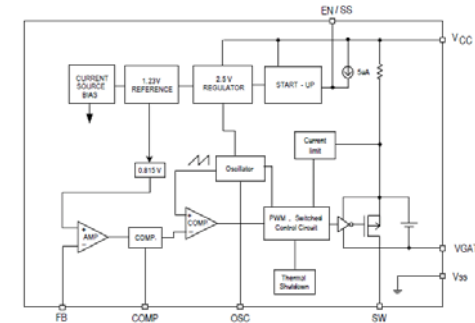 EN / SS
VCC
CURRENT
SOURCE
BIAS
1.23V
REFERENCE
2.5 V
REGULATOR
START - UP
5uA
Current
limit
0.815 V
Oscillator
+
AMP
-
COMP.
+
COMP
-
PWM . Switched
Control Circuit
Thermal
Shutdown
VGAT
Vss
FB
COMP
OSC
SW